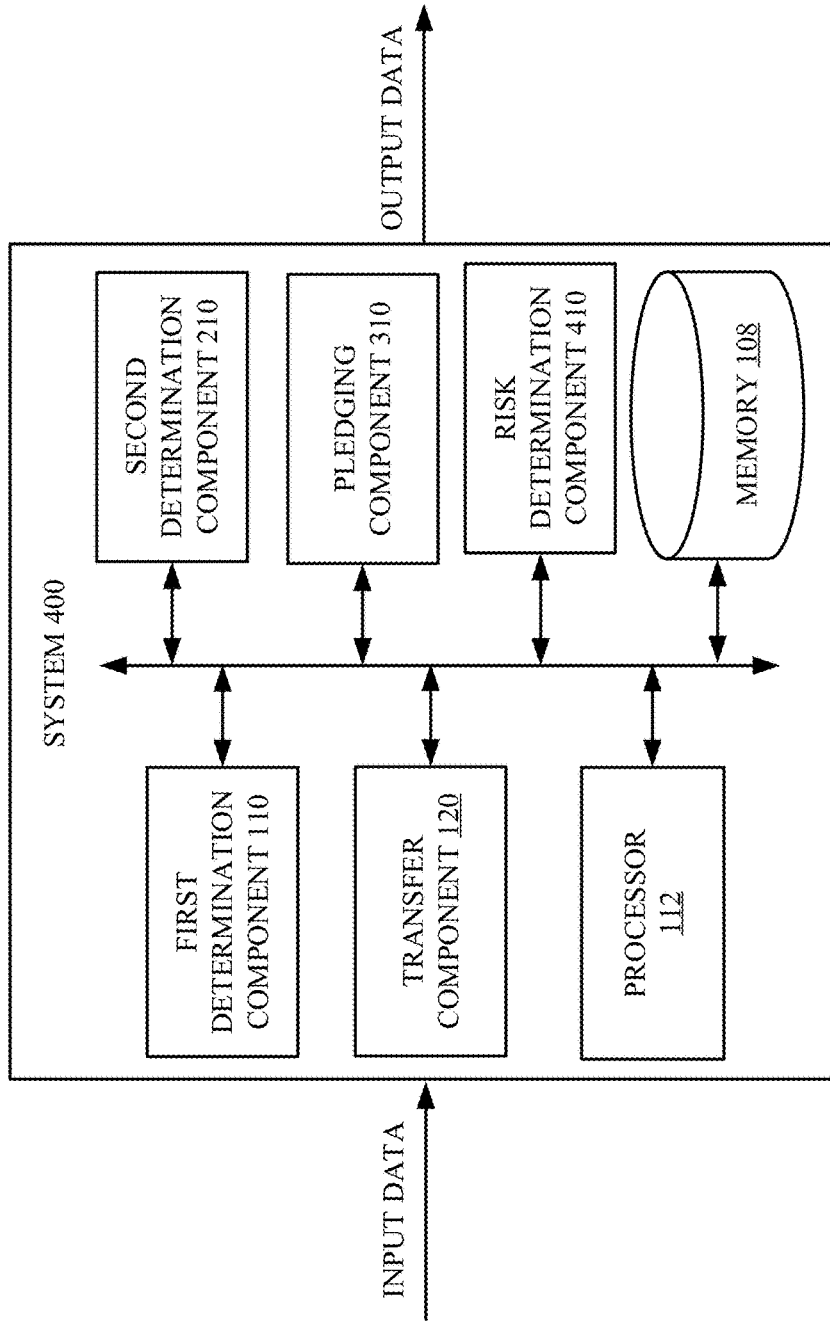 SYSTEM 400
INPUT DATA
FIRST
DETERMINATION
COMPONENT 110
TRANSFER
COMPONENT 120
PROCESSOR
112
SECOND
DETERMINATION
COMPONENT 210
PLEDGING
COMPONENT 310
RISK
DETERMINATION
COMPONENT 410
MEMORY 108
OUTPUT DATA